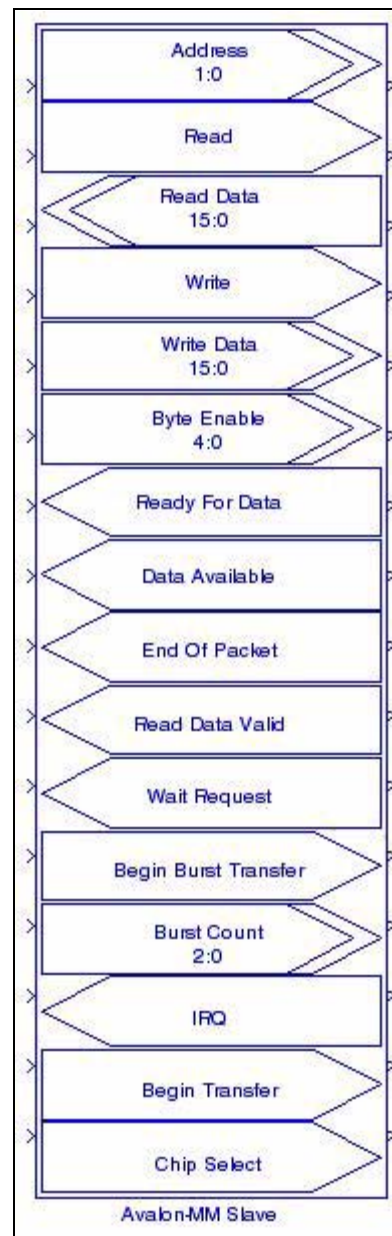 Address
1:0
Read
Read Data
15:0
Write
Write Data
15:0
Byte Enable
4:0
Ready For Data
Data Available
End Of Packet
Read Data Valid
Wait Request
Begin Burst Transfer
Burst Count
2:0
IRQ
Begin Transfer
Chip Select
Avalon-MM Slave